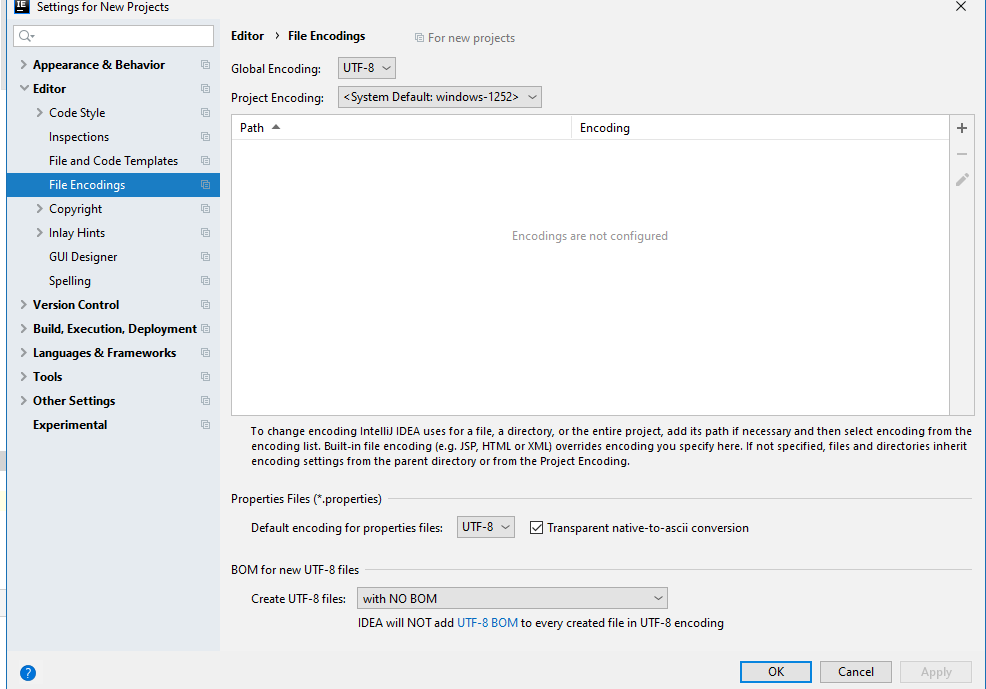 IE Settings for New Projects
Editor › File Encodings For new projects
Global Encoding: UTF-8
Project Encoding: <System Default: windows-1252>
Appearance & Behavior
Editor
Code Style
Inspections
File and Code Templates
File Encodings
Copyright
Inlay Hints
GUI Designer
Spelling
Version Control
Build, Execution, Deployment
Languages & Frameworks
Tools
Other Settings
Experimental
Path Encoding
Encodings are not configured
To change encoding IntelliJ IDEA uses for a file, a directory, or the entire project, add its path if necessary and then select encoding from the
encoding list. Built-in file encoding (e.g. JSP, HTML or XML) overrides encoding you specify here. If not specified, files and directories inherit
encoding settings from the parent directory or from the Project Encoding.
Properties Files (*.properties)
Default encoding for properties files: UTF-8 Transparent native-to-ascii conversion
BOM for new UTF-8 files
Create UTF-8 files: with NO BOM
IDEA will NOT add UTF-8 BOM to every created file in UTF-8 encoding
? OK Cancel Apply